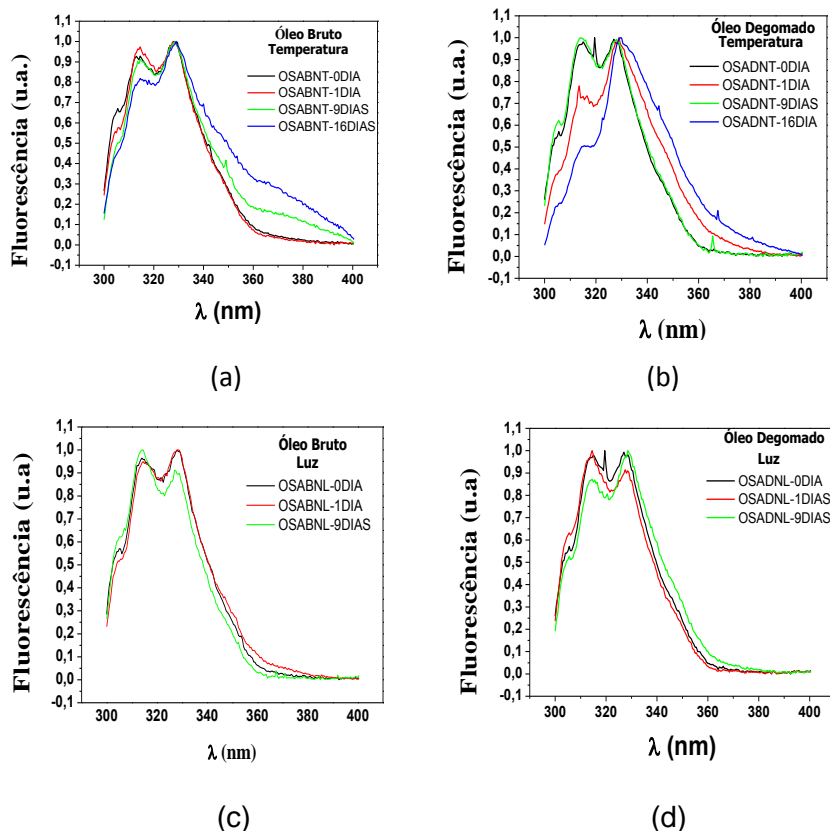 Óleo Bruto
Temperatura
OSABNT-0DIA
OSABNT-1DIA
OSABNT-9DIAS
OSABNT-16DIAS
Fluorescência (u.a.)
1,1
1,0
0,9
0,8
0,7
0,6
0,5
0,4
0,3
0,2
0,1
0,0
-0,1
300 320 340 360 380 400
λ (nm)
(a)
Óleo Degomado
Temperatura
OSADNT-0DIA
OSADNT-1DIA
OSADNT-9DIAS
OSADNT-16DIA
Fluorescência (u.a.)
1,1
1,0
0,9
0,8
0,7
0,6
0,5
0,4
0,3
0,2
0,1
0,0
-0,1
300 320 340 360 380 400
λ (nm)
(b)
Óleo Bruto
Luz
OSABNL-0DIA
OSABNL-1DIA
OSABNL-9DIAS
Fluorescência (u.a)
1,1
1,0
0,9
0,8
0,7
0,6
0,5
0,4
0,3
0,2
0,1
0,0
-0,1
300 320 340 360 380 400
λ (nm)
(c)
Óleo Degomado
Luz
OSADNL-0DIA
OSADNL-1DIAS
OSADNL-9DIAS
Fluorescência (u.a)
1,1
1,0
0,9
0,8
0,7
0,6
0,5
0,4
0,3
0,2
0,1
0,0
-0,1
300 320 340 360 380 400
λ (nm)
(d)